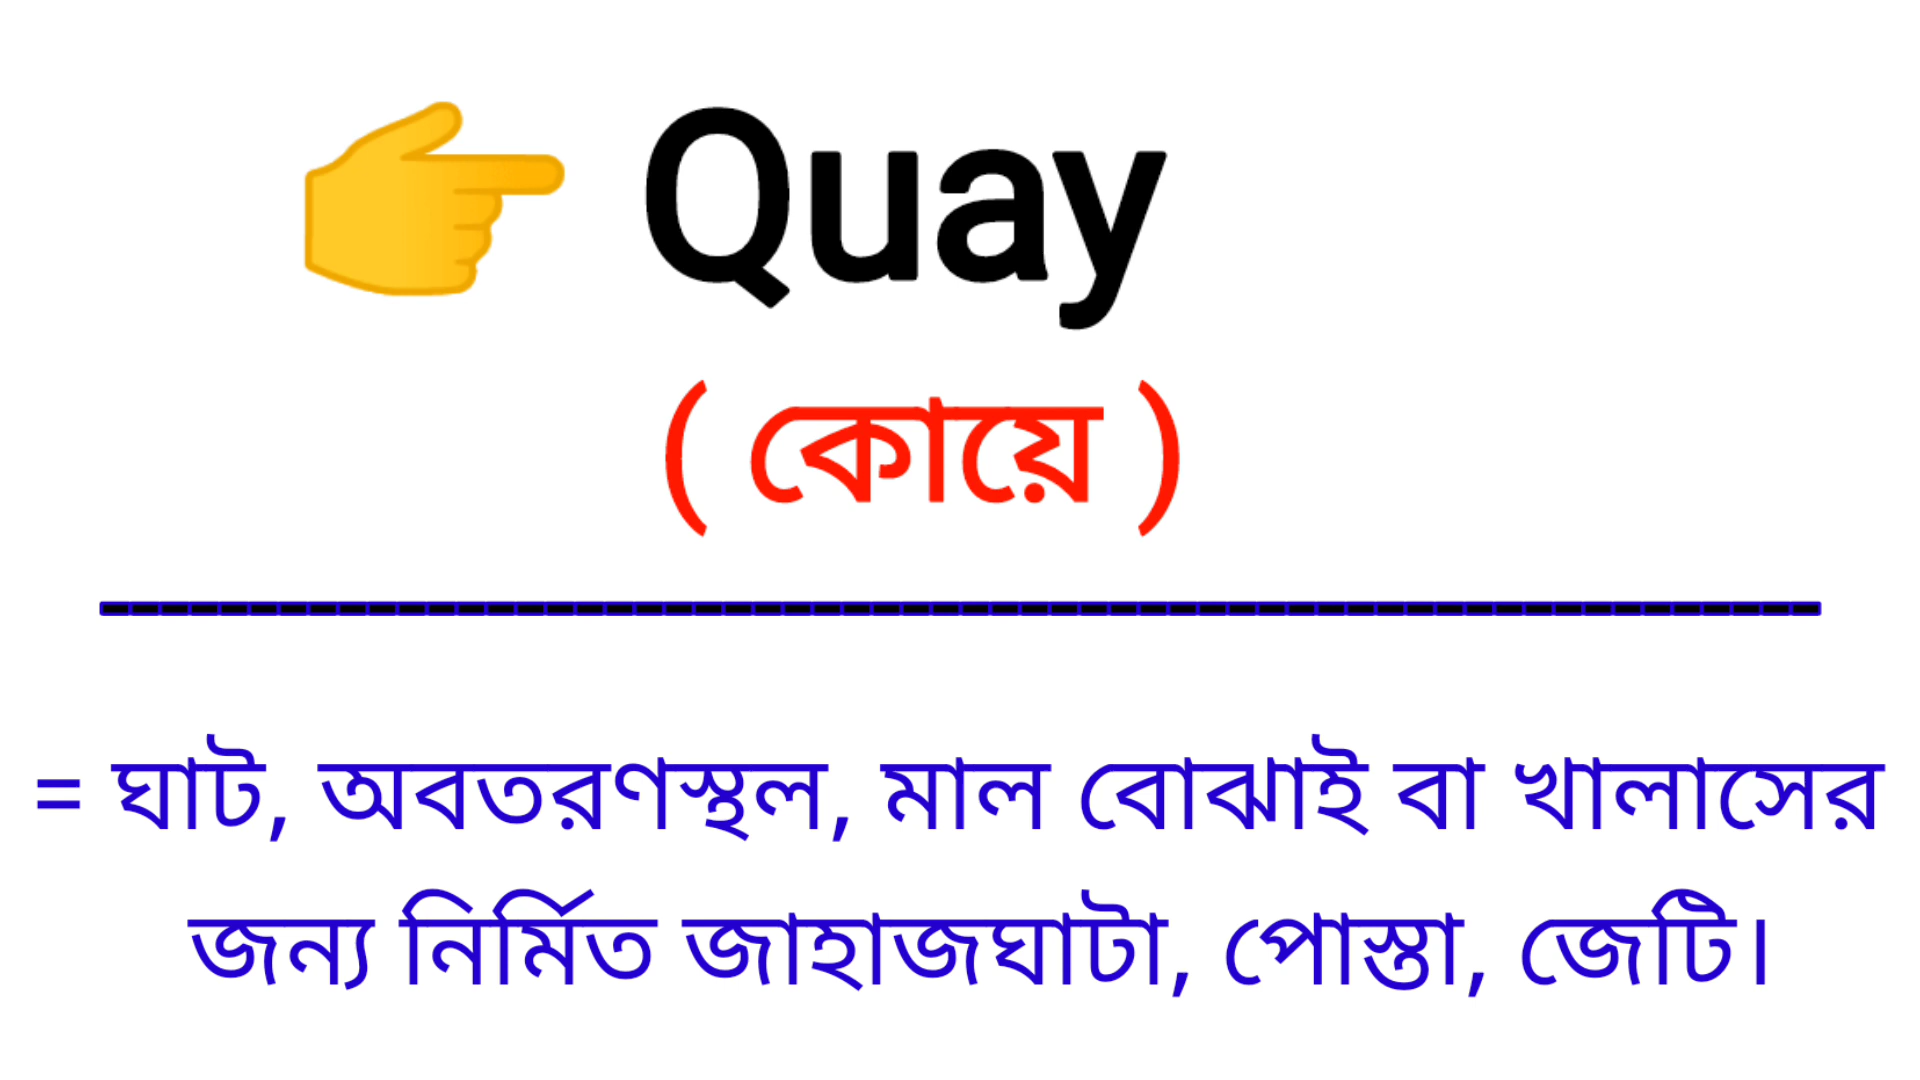 👉 Quay
( কোয়ে )
----------------------------------------------------------
= ঘাট, অবতরণস্থল, মাল বোঝাই বা খালাসের
জন্য নির্মিত জাহাজঘাটা, পোস্তা, জেটি।